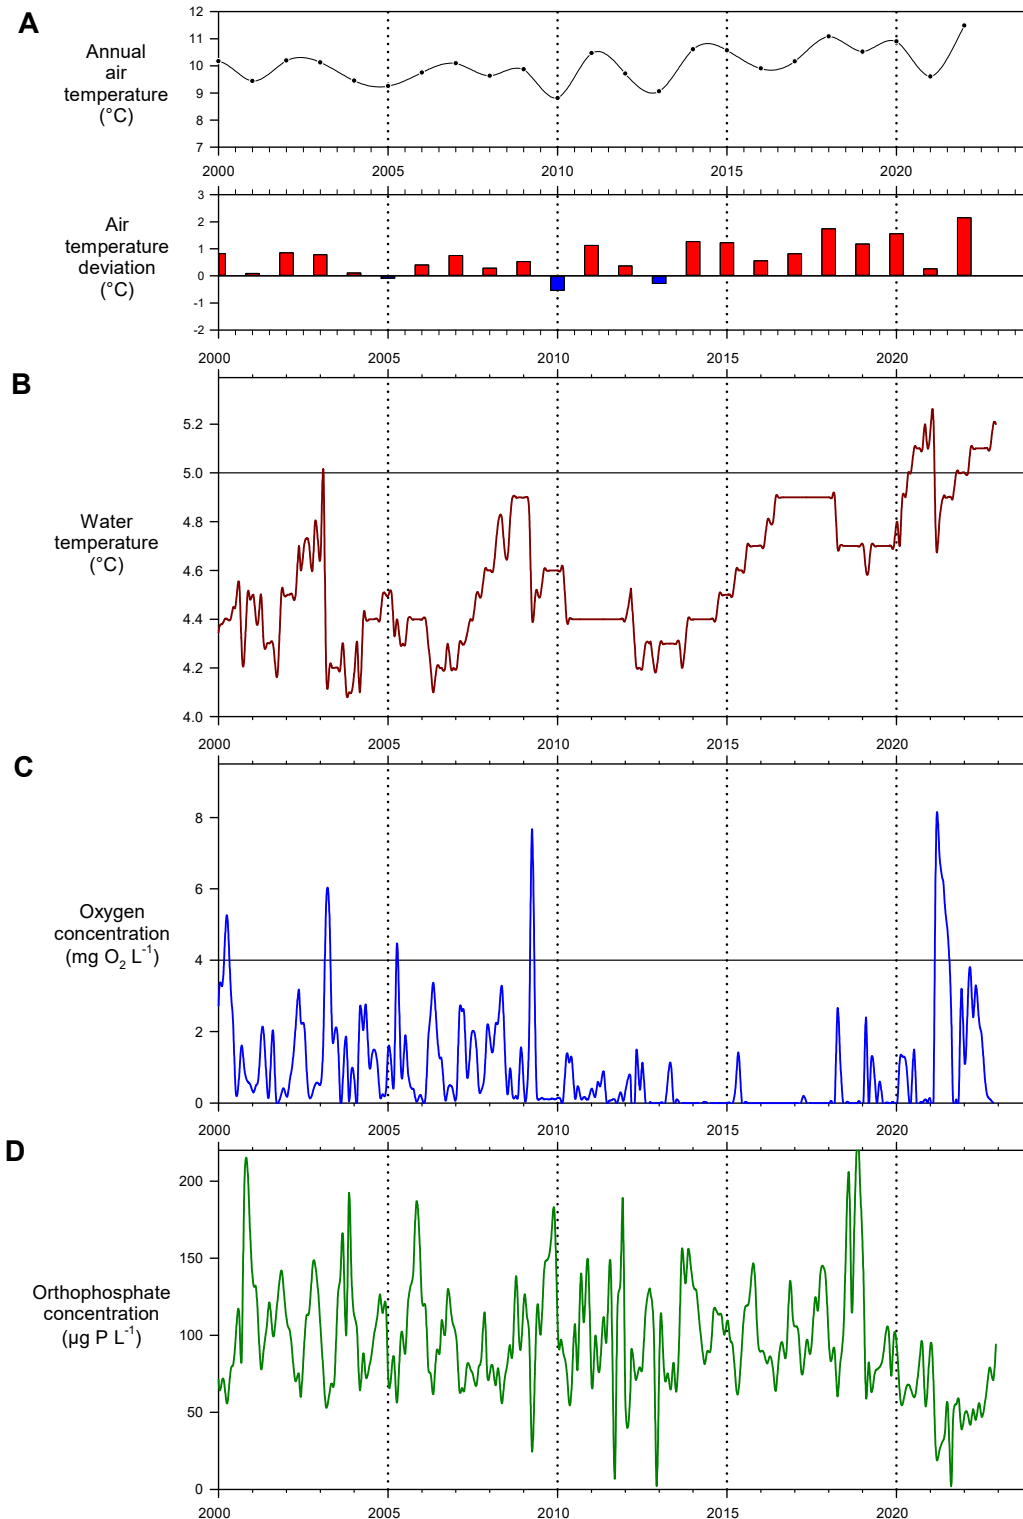 A
Annual
air
temperature
(°C)
12
11
10
9
8
7
2000 2005 2010 2015 2020
Air
temperature
deviation
(°C)
3
2
1
0
-1
-2
2000 2005 2010 2015 2020
B
Water
temperature
(°C)
5.2
5.0
4.8
4.6
4.4
4.2
4.0
2000 2005 2010 2015 2020
C
Oxygen
concentration
(mg O2 L-1)
8
6
4
2
0
2000 2005 2010 2015 2020
D
Orthophosphate
concentration
(µg P L-1)
200
150
100
50
0
2000 2005 2010 2015 2020